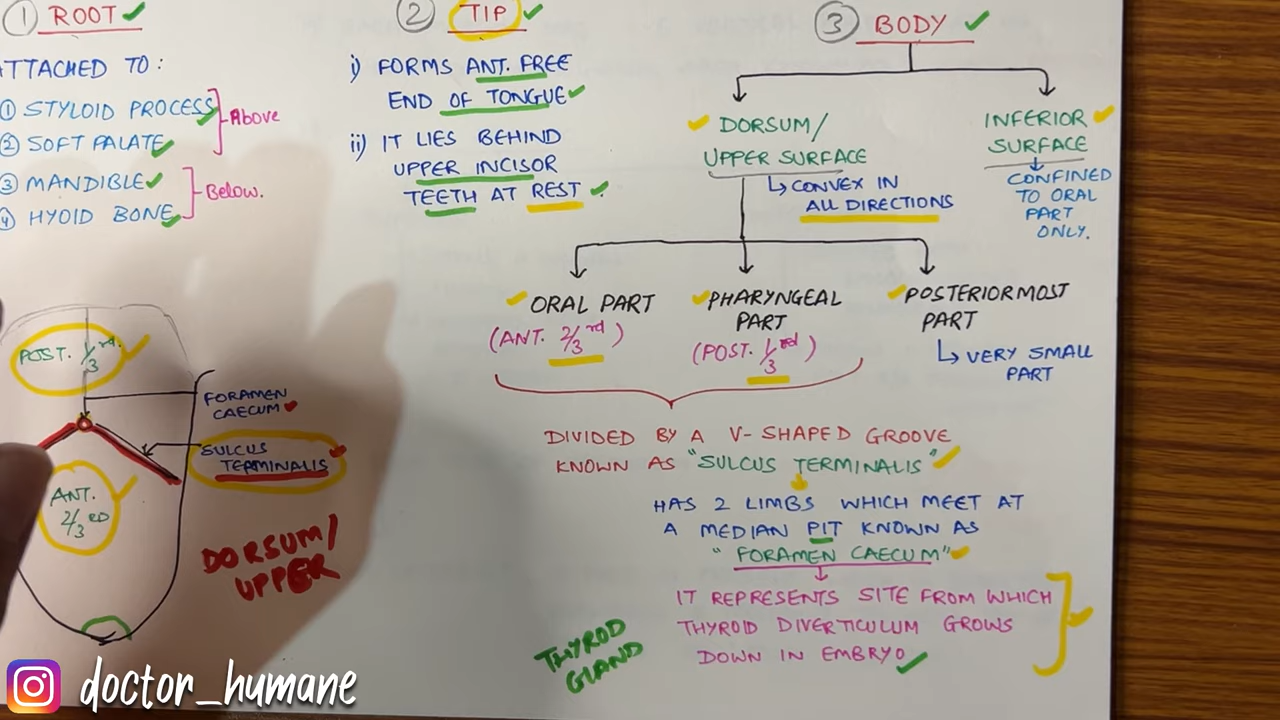 ① ROOT
ATTACHED TO:
① STYLOID PROCESS
② SOFT PALATE
Above
③ MANDIBLE
④ HYOID BONE
Below.
② TIP
i) FORMS ANT. FREE
END OF TONGUE
ii) IT LIES BEHIND
UPPER INCISOR
TEETH AT REST
③ BODY
DORSUM/
UPPER SURFACE
↳ CONVEX IN
ALL DIRECTIONS
INFERIOR
SURFACE
CONFINED
TO ORAL
PART
ONLY.
ORAL PART
(ANT. 2/3rd)
PHARYNGEAL
PART
(POST. 1/3rd)
POSTERIORMOST
PART
↳ VERY SMALL
PART
DIVIDED BY A V-SHAPED GROOVE
KNOWN AS "SULCUS TERMINALIS"
HAS 2 LIMBS WHICH MEET AT
A MEDIAN PIT KNOWN AS
"FORAMEN CAECUM"
IT REPRESENTS SITE FROM WHICH
THYROID DIVERTICULUM GROWS
DOWN IN EMBRYO
THYROD
GLAND
POST. 1/3rd.
FORAMEN
CAECUM
SULCUS
TERMINALIS
ANT.
2/3 RD
DORSUM/
UPPER
doctor_humane